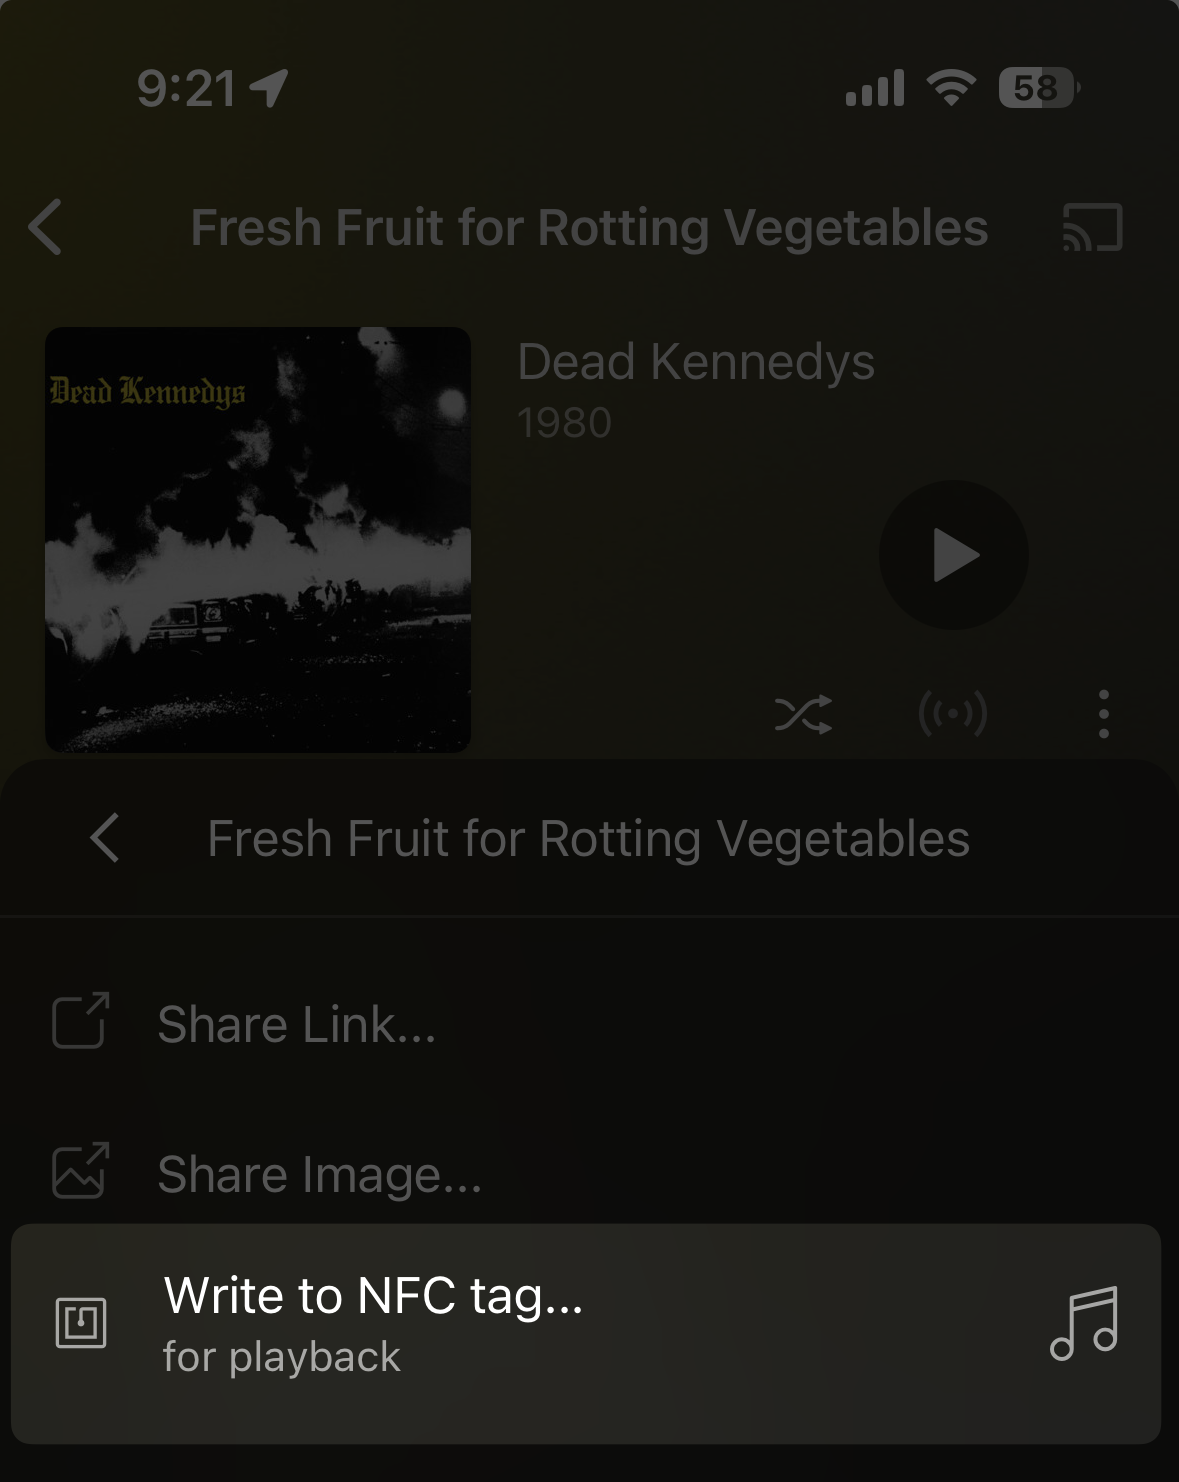 9:21
58
Fresh Fruit for Rotting Vegetables
Dead Kennedys
Dead Kennedys
1980
Fresh Fruit for Rotting Vegetables
Share Link...
Share Image...
Write to NFC tag...
for playback